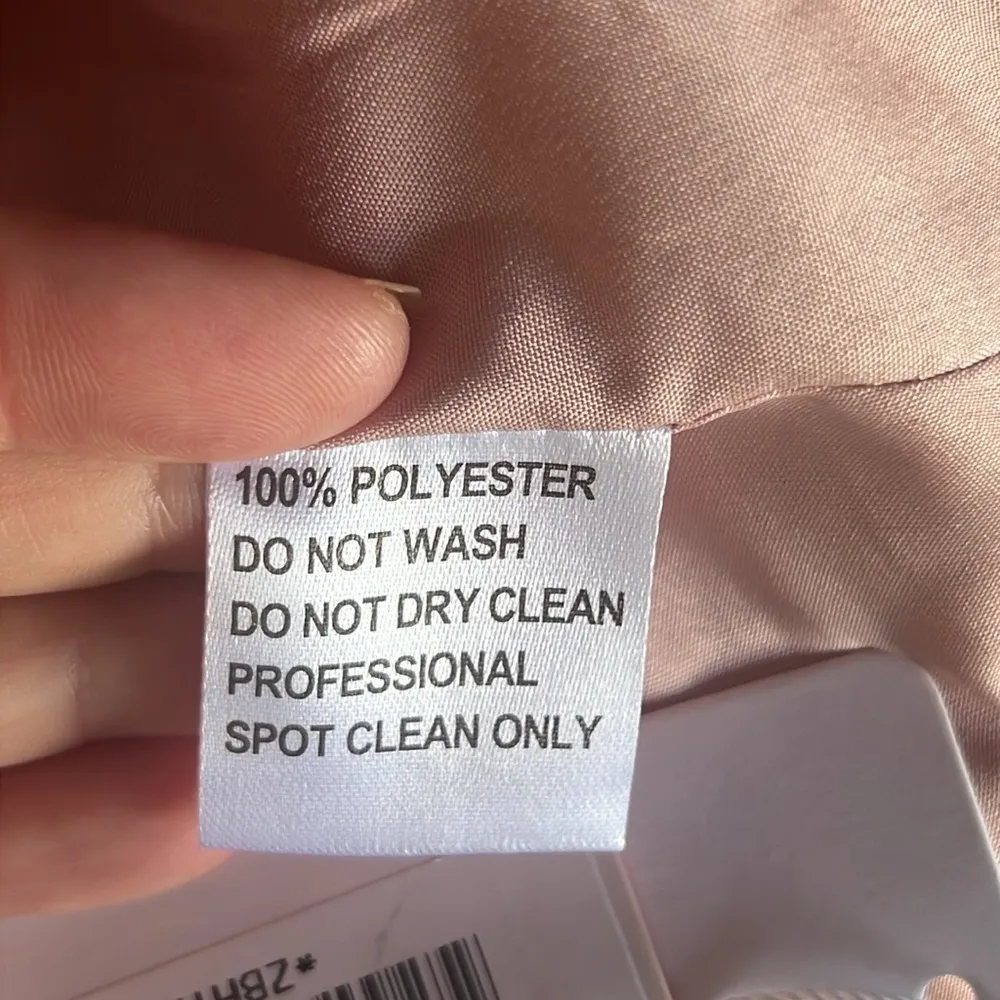 100% POLYESTER
DO NOT WASH
DO NOT DRY CLEAN
PROFESSIONAL
SPOT CLEAN ONLY